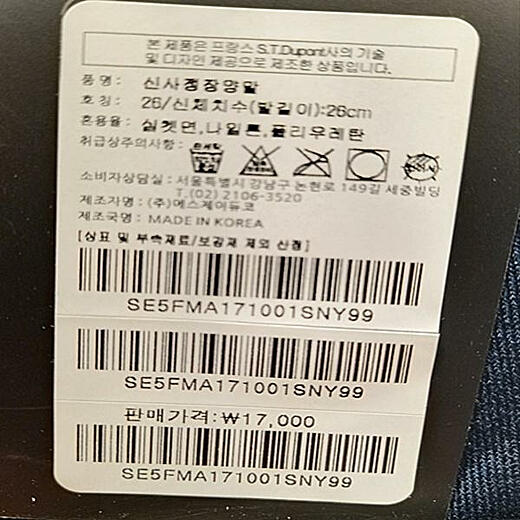 본 제품은 프랑스 S.T.Dupont사의 기술
및 디자인 제공으로 제조한 상품입니다.
품 명 : 신사정장양말
호 칭 : 26/신체치수(발길이):26cm
혼용율 : 실켓면,나일론,폴리우레탄
취급상주의사항 : 손세탁
소비자상담실 : 서울특별시 강남구 논현로 149길 세중빌딩
T.(02) 2106-3520
제조자명 : (주)에스제이듀코
제조국명 : MADE IN KOREA
[상표 및 부속재료/보강재 제외 산정]
SE5FMA171001SNY99
SE5FMA171001SNY99
판매가격:₩17,000
SE5FMA171001SNY99